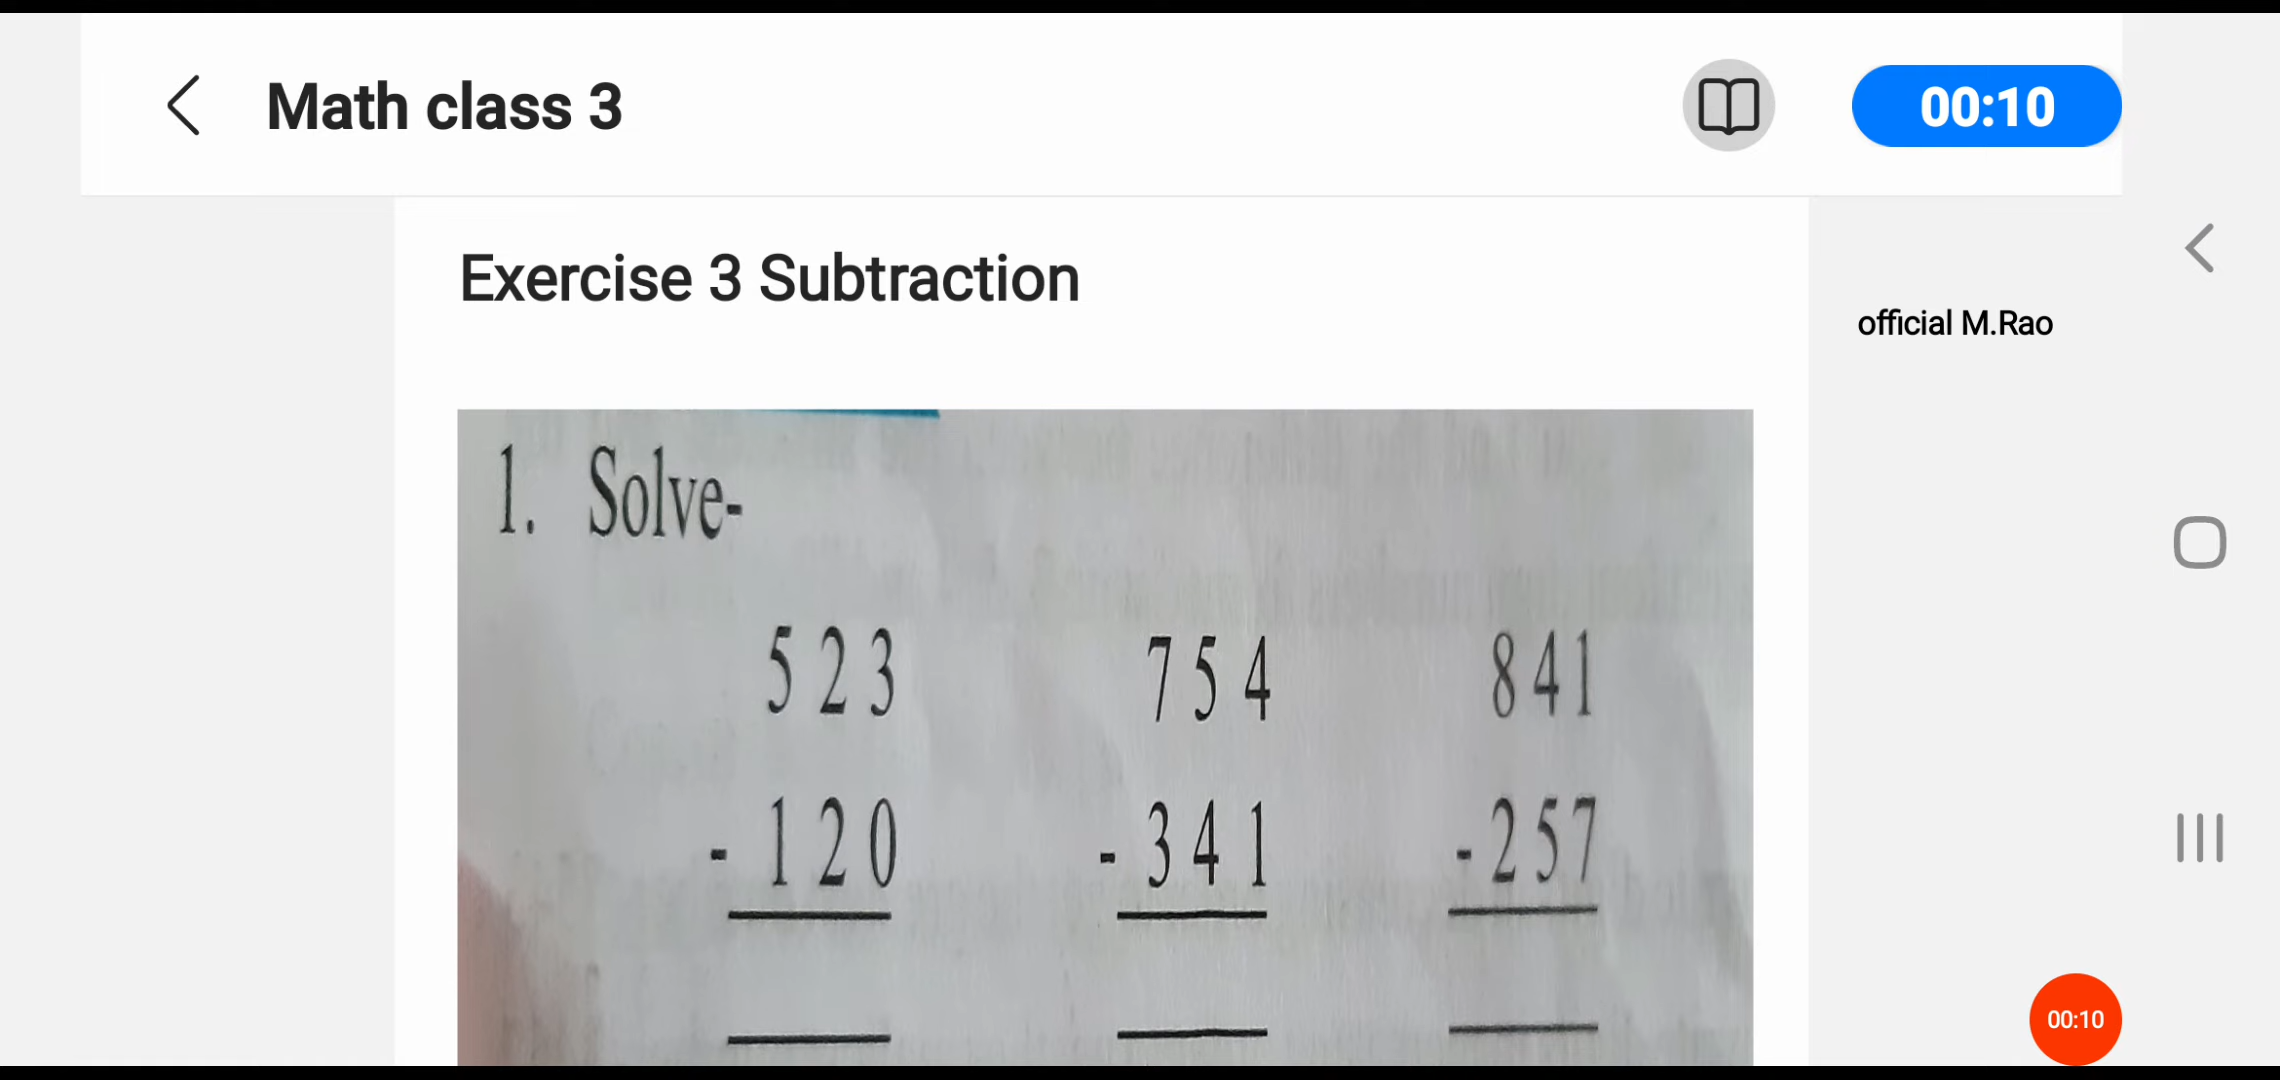 Math class 3
00:10
Exercise 3 Subtraction
official M.Rao
1. Solve-
523 754 841
- 120 - 341 - 257
00:10